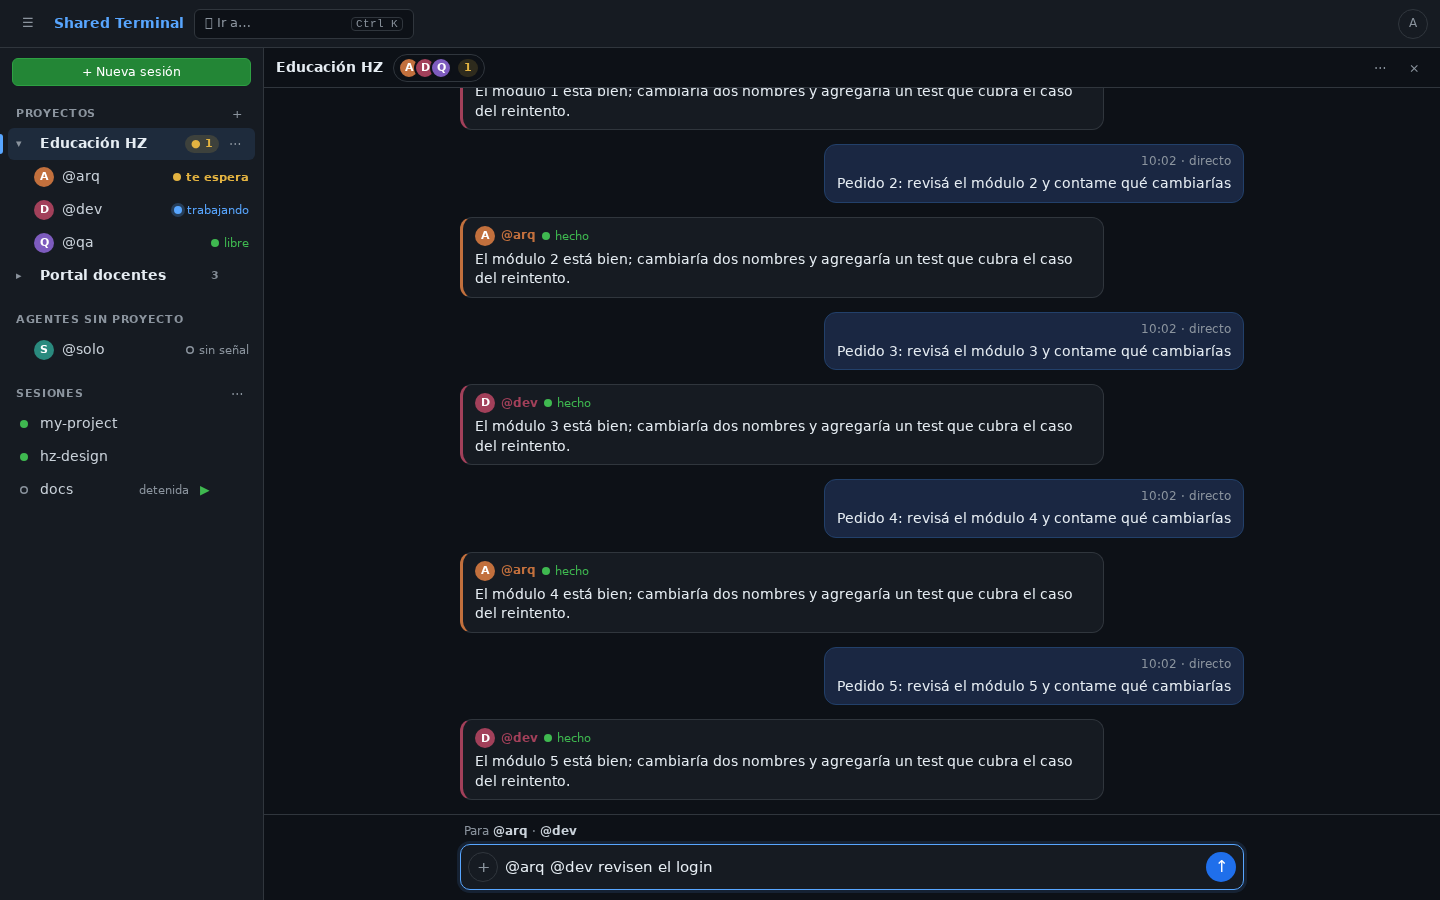 ☰ Shared Terminal Ir a... Ctrl K A
+ Nueva sesión
PROYECTOS +
▾ Educación HZ ● 1 ...
A @arq ● te espera
D @dev ● trabajando
Q @qa ● libre
▸ Portal docentes 3
AGENTES SIN PROYECTO
S @solo ○ sin señal
SESIONES ...
● my-project
● hz-design
○ docs detenida ▶
Educación HZ A D Q 1 ... ×
El módulo 1 está bien; cambiaría dos nombres y agregaría un test que cubra el caso
del reintento.
10:02 · directo
Pedido 2: revisá el módulo 2 y contame qué cambiarías
A @arq ● hecho
El módulo 2 está bien; cambiaría dos nombres y agregaría un test que cubra el caso
del reintento.
10:02 · directo
Pedido 3: revisá el módulo 3 y contame qué cambiarías
D @dev ● hecho
El módulo 3 está bien; cambiaría dos nombres y agregaría un test que cubra el caso
del reintento.
10:02 · directo
Pedido 4: revisá el módulo 4 y contame qué cambiarías
A @arq ● hecho
El módulo 4 está bien; cambiaría dos nombres y agregaría un test que cubra el caso
del reintento.
10:02 · directo
Pedido 5: revisá el módulo 5 y contame qué cambiarías
D @dev ● hecho
El módulo 5 está bien; cambiaría dos nombres y agregaría un test que cubra el caso
del reintento.
Para @arq · @dev
+ @arq @dev revisen el login ↑